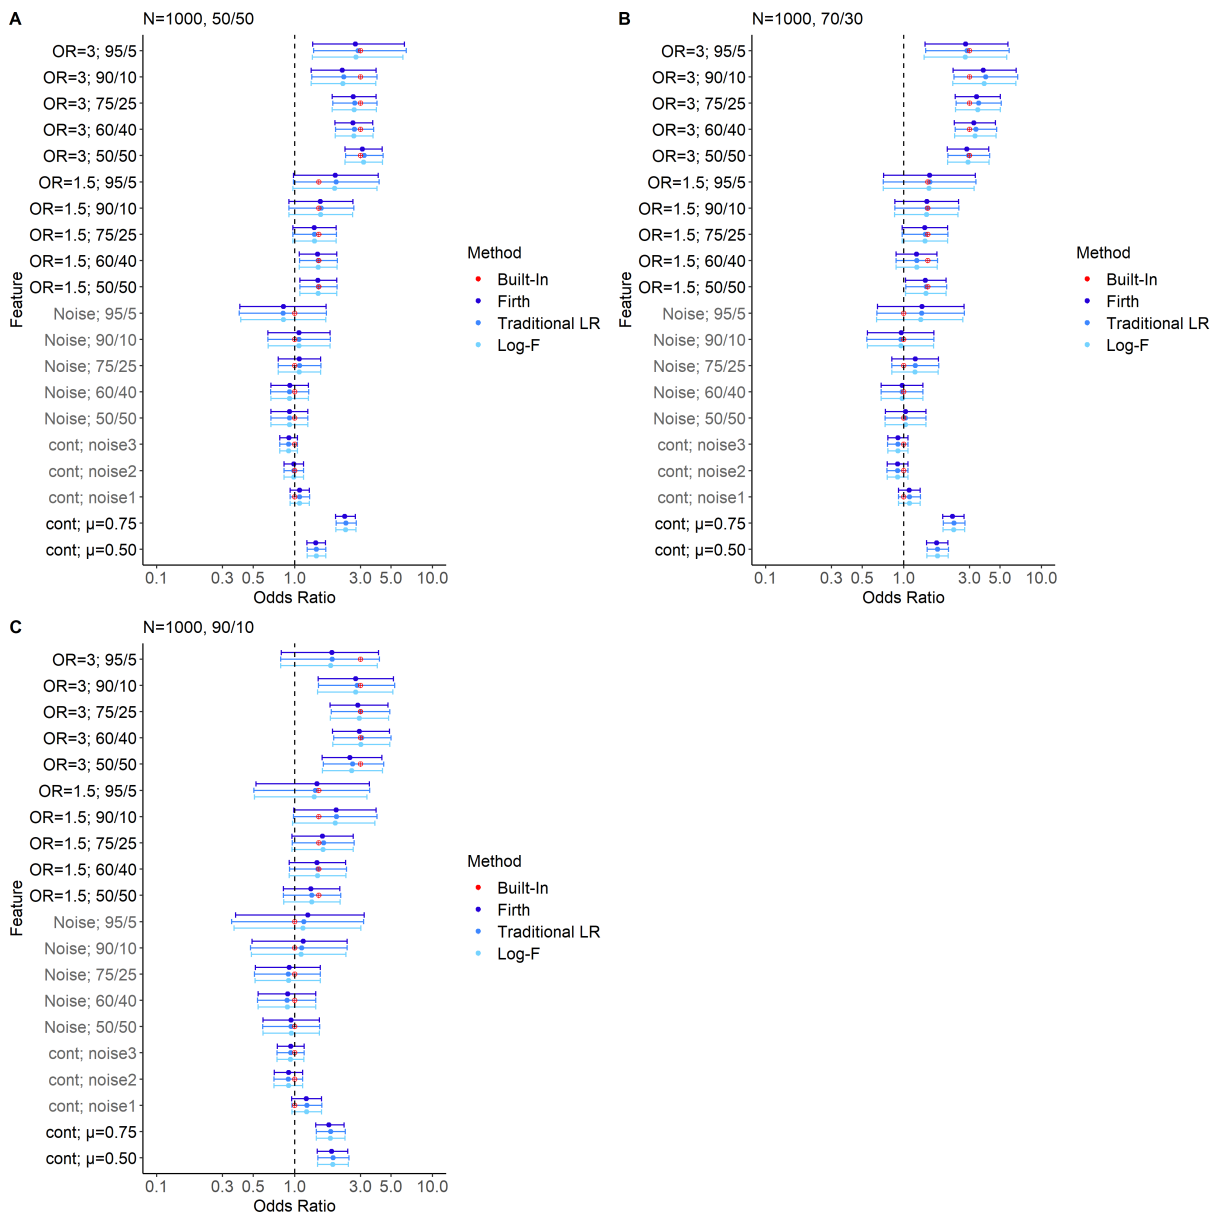 A
N=1000, 50/50
Feature
OR=3; 95/5
OR=3; 90/10
OR=3; 75/25
OR=3; 60/40
OR=3; 50/50
OR=1.5; 95/5
OR=1.5; 90/10
OR=1.5; 75/25
OR=1.5; 60/40
OR=1.5; 50/50
Noise; 95/5
Noise; 90/10
Noise; 75/25
Noise; 60/40
Noise; 50/50
cont; noise3
cont; noise2
cont; noise1
cont; μ=0.75
cont; μ=0.50
0.1 0.3 0.5 1.0 3.0 5.0 10.0
Odds Ratio
Method
Built-In
Firth
Traditional LR
Log-F
B
N=1000, 70/30
Feature
OR=3; 95/5
OR=3; 90/10
OR=3; 75/25
OR=3; 60/40
OR=3; 50/50
OR=1.5; 95/5
OR=1.5; 90/10
OR=1.5; 75/25
OR=1.5; 60/40
OR=1.5; 50/50
Noise; 95/5
Noise; 90/10
Noise; 75/25
Noise; 60/40
Noise; 50/50
cont; noise3
cont; noise2
cont; noise1
cont; μ=0.75
cont; μ=0.50
0.1 0.3 0.5 1.0 3.0 5.0 10.0
Odds Ratio
Method
Built-In
Firth
Traditional LR
Log-F
C
N=1000, 90/10
Feature
OR=3; 95/5
OR=3; 90/10
OR=3; 75/25
OR=3; 60/40
OR=3; 50/50
OR=1.5; 95/5
OR=1.5; 90/10
OR=1.5; 75/25
OR=1.5; 60/40
OR=1.5; 50/50
Noise; 95/5
Noise; 90/10
Noise; 75/25
Noise; 60/40
Noise; 50/50
cont; noise3
cont; noise2
cont; noise1
cont; μ=0.75
cont; μ=0.50
0.1 0.3 0.5 1.0 3.0 5.0 10.0
Odds Ratio
Method
Built-In
Firth
Traditional LR
Log-F